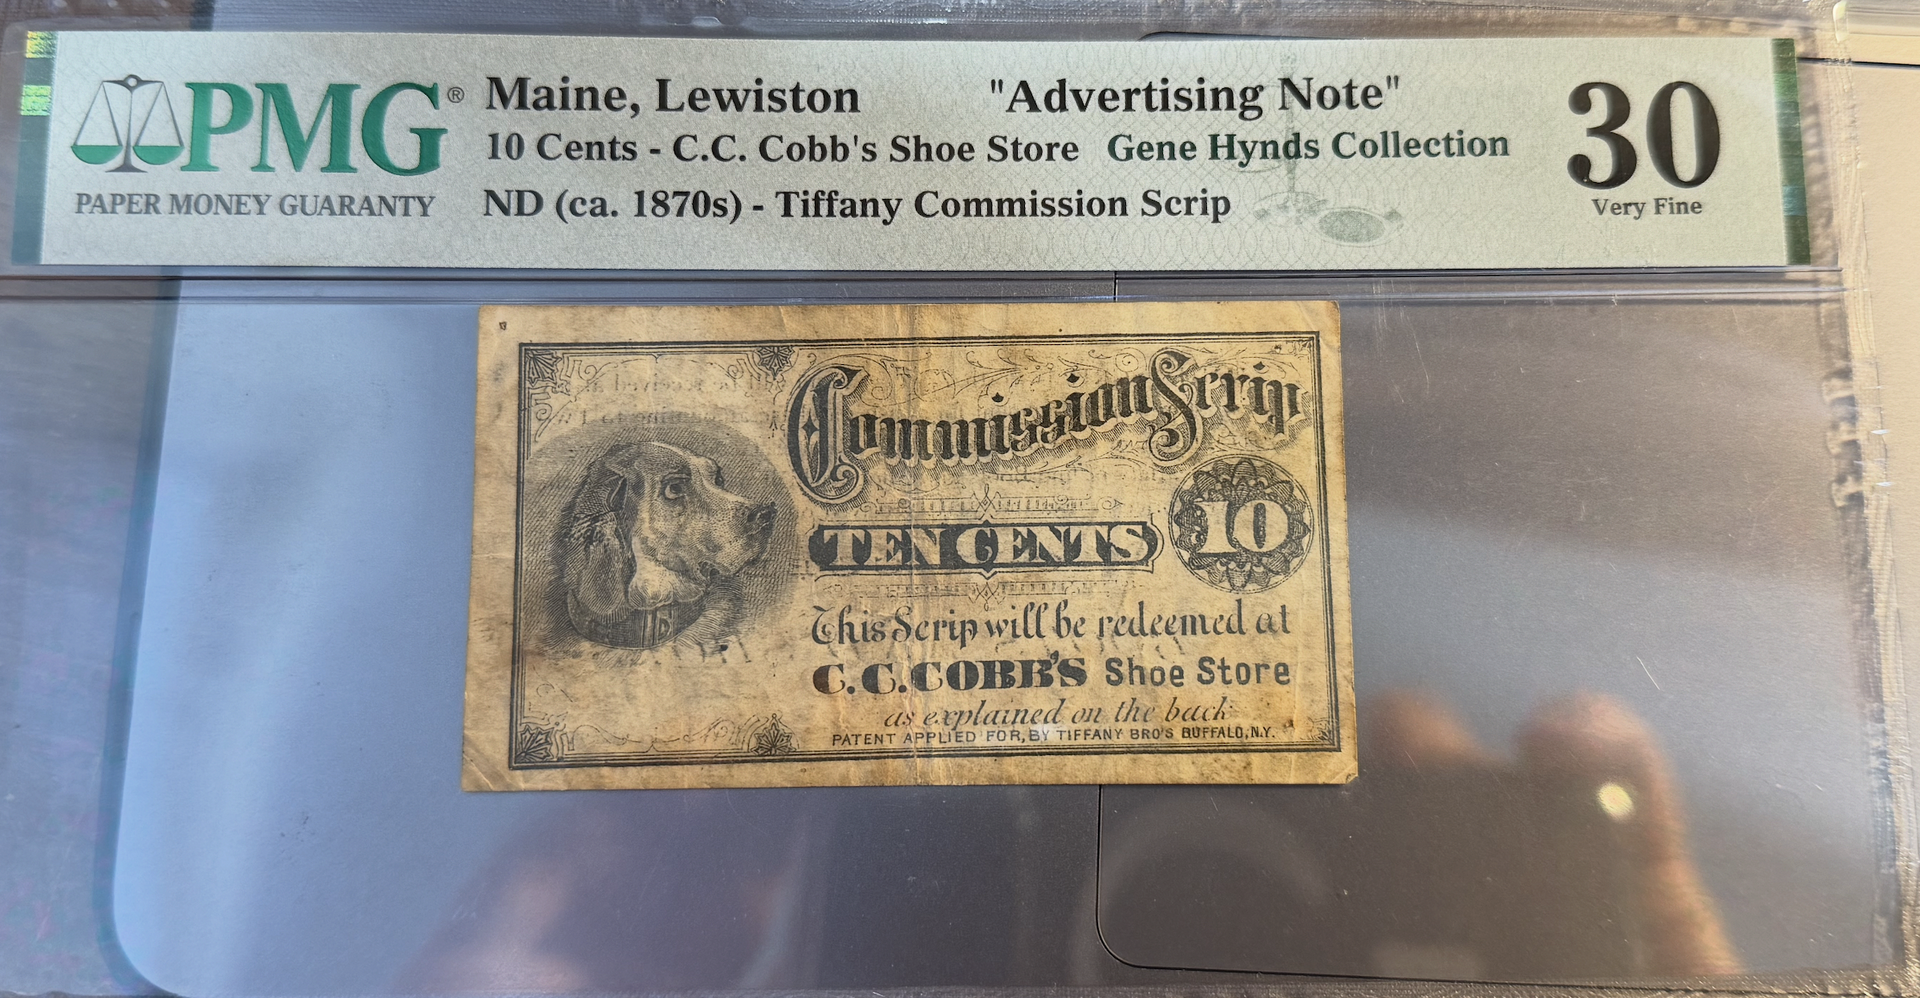 PMG®
PAPER MONEY GUARANTY
Maine, Lewiston "Advertising Note"
10 Cents - C.C. Cobb's Shoe Store Gene Hynds Collection
ND (ca. 1870s) - Tiffany Commission Scrip
30
Very Fine
Commission Scrip
TEN CENTS
10
This Scrip will be redeemed at
C. C. COBB'S Shoe Store
as explained on the back
PATENT APPLIED FOR, BY TIFFANY BRO'S BUFFALO, N.Y.